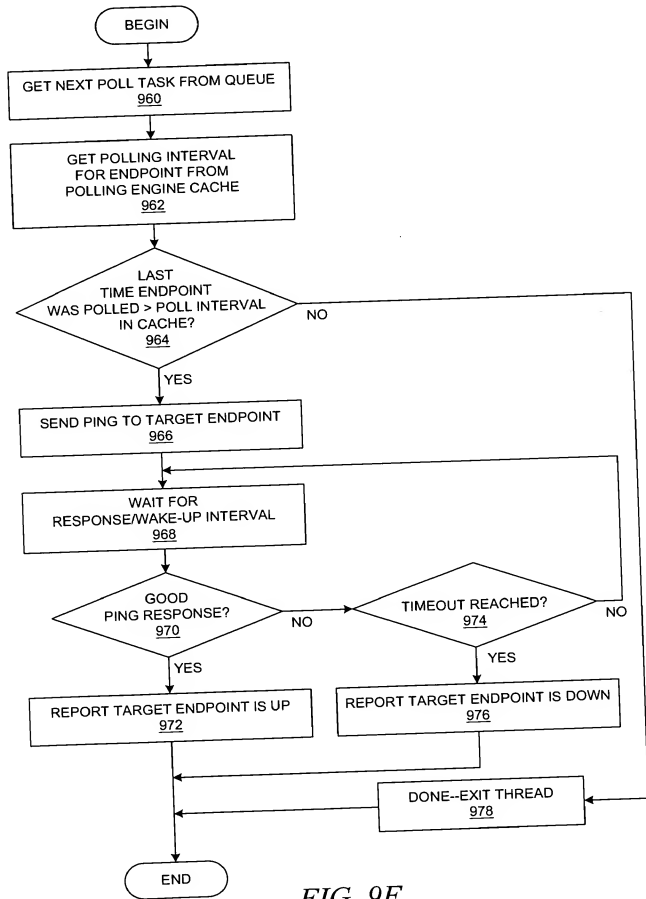 BEGIN
GET NEXT POLL TASK FROM QUEUE
960
GET POLLING INTERVAL
FOR ENDPOINT FROM
POLLING ENGINE CACHE
962
LAST
TIME ENDPOINT
WAS POLLED > POLL INTERVAL
IN CACHE?
964
NO
YES
SEND PING TO TARGET ENDPOINT
966
WAIT FOR
RESPONSE/WAKE-UP INTERVAL
968
GOOD
PING RESPONSE?
970
NO
TIMEOUT REACHED?
974
NO
YES
YES
REPORT TARGET ENDPOINT IS UP
972
REPORT TARGET ENDPOINT IS DOWN
976
DONE--EXIT THREAD
978
END